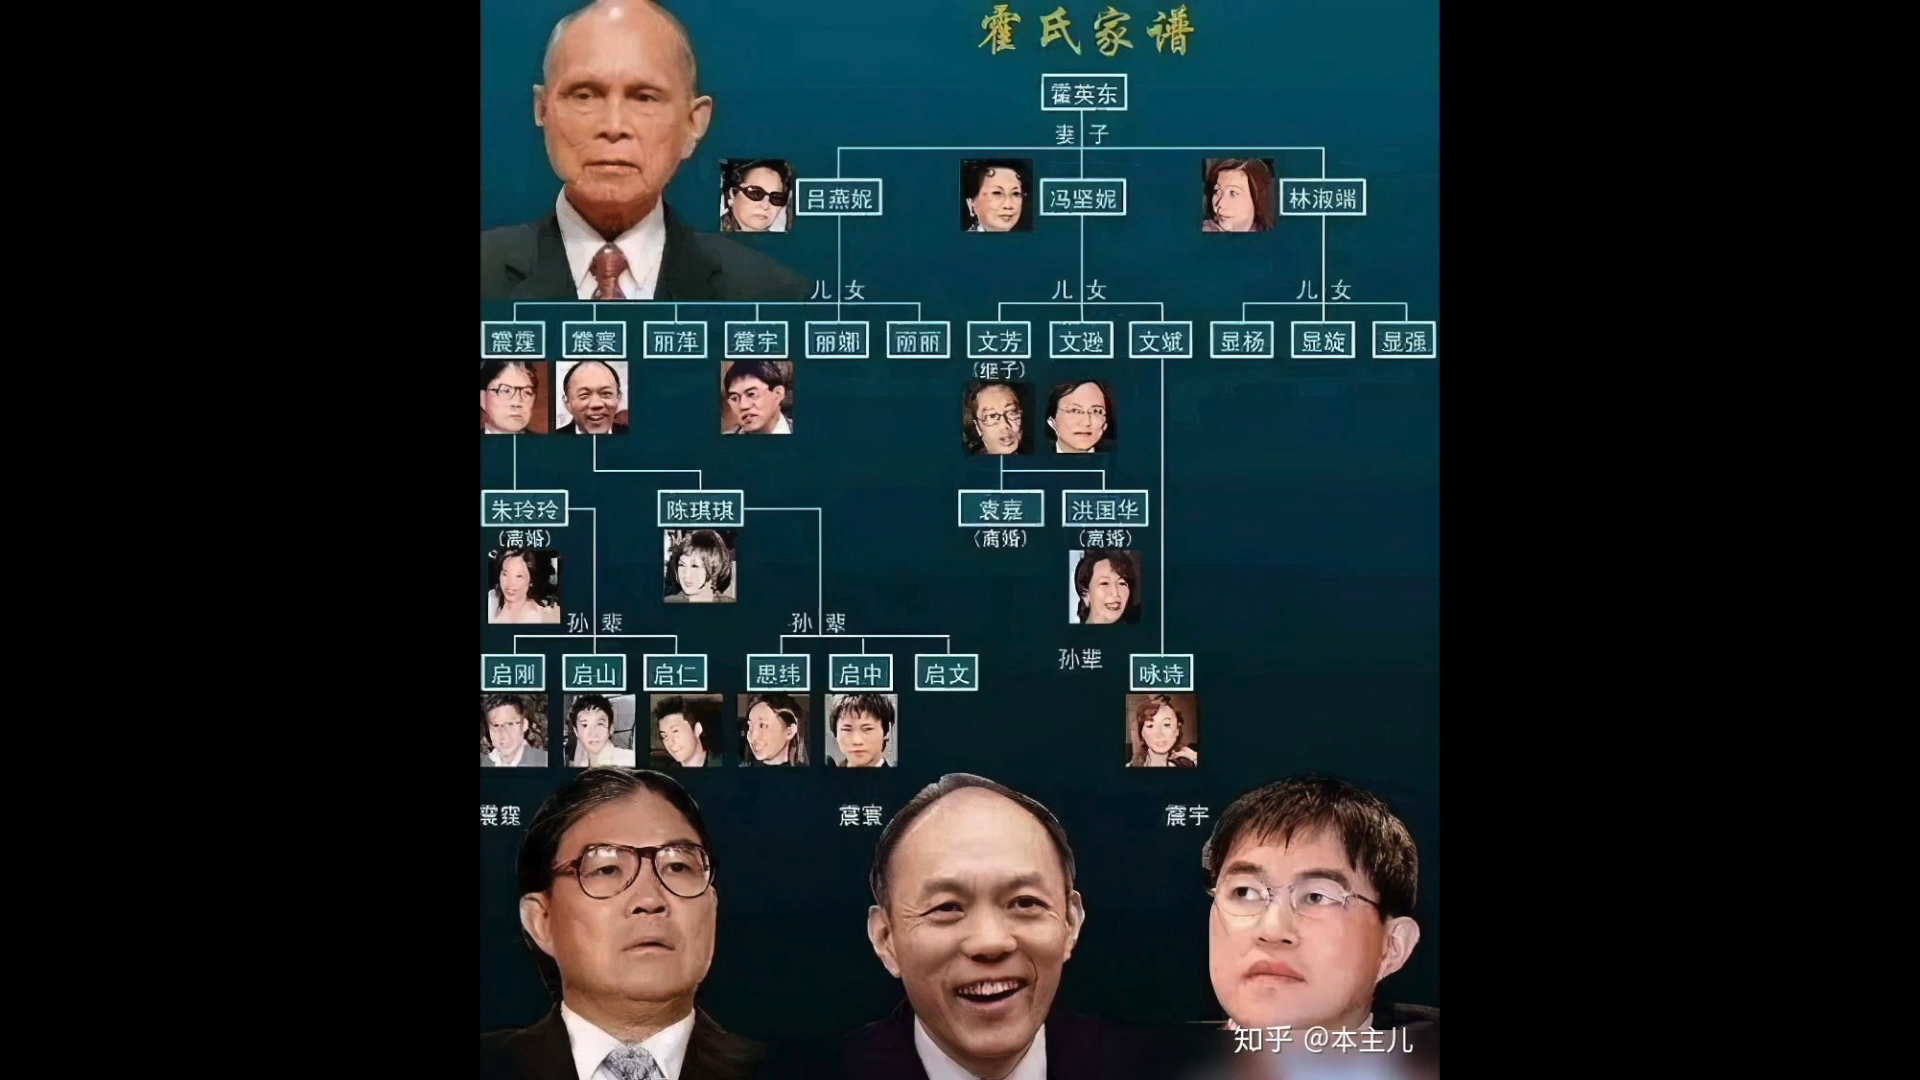 霍氏家谱
霍英东
妻子
吕燕妮 冯坚妮 林淑端
儿女 儿女 儿女
震霆 震寰 丽萍 震宇 丽娜 丽丽 文芳 文逊 文斌 显杨 显旋 显强
(继子)
朱玲玲 陈琪琪 袁嘉 洪国华
(离婚) (离婚) (离婚)
孙辈 孙辈
孙辈
启刚 启山 启仁 思纬 启中 启文 咏诗
震霆 震寰 震宇
知乎 @本主儿